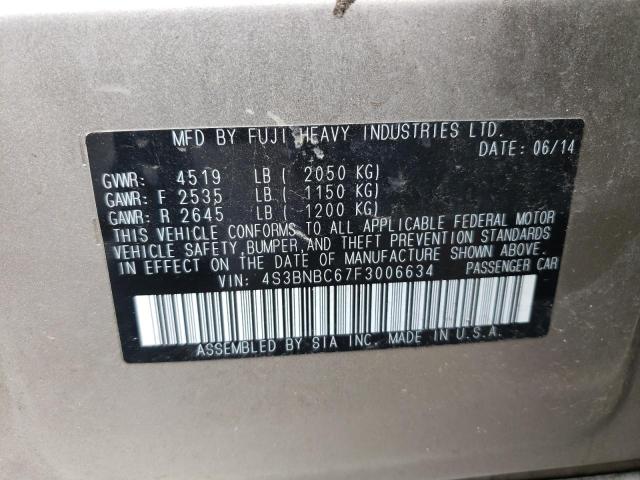 MFD BY FUJI HEAVY INDUSTRIES LTD.
DATE: 06/14
GVWR: 4519 LB ( 2050 KG)
GAWR: F 2535 LB ( 1150 KG)
GAWR: R 2645 LB ( 1200 KG)
THIS VEHICLE CONFORMS TO ALL APPLICABLE FEDERAL MOTOR
VEHICLE SAFETY, BUMPER, AND THEFT PREVENTION STANDARDS
IN EFFECT ON THE DATE OF MANUFACTURE SHOWN ABOVE.
VIN: 4S3BNBC67F3006634 PASSENGER CAR
ASSEMBLED BY SIA INC. MADE IN U.S.A.